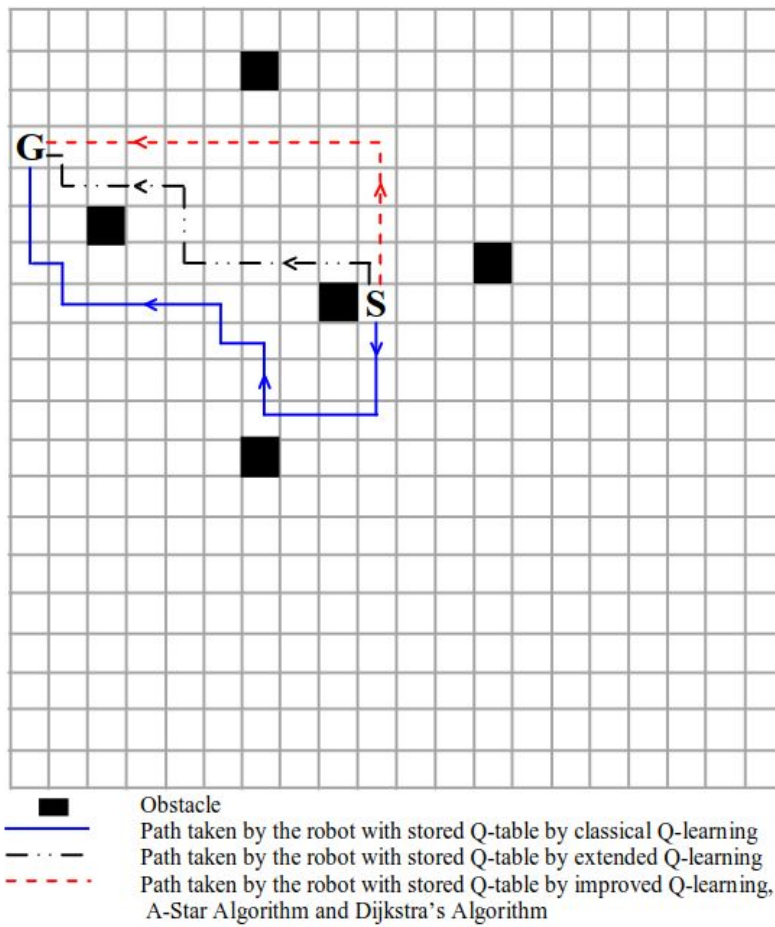 G
S
Obstacle
Path taken by the robot with stored Q-table by classical Q-learning
Path taken by the robot with stored Q-table by extended Q-learning
Path taken by the robot with stored Q-table by improved Q-learning,
A-Star Algorithm and Dijkstra's Algorithm